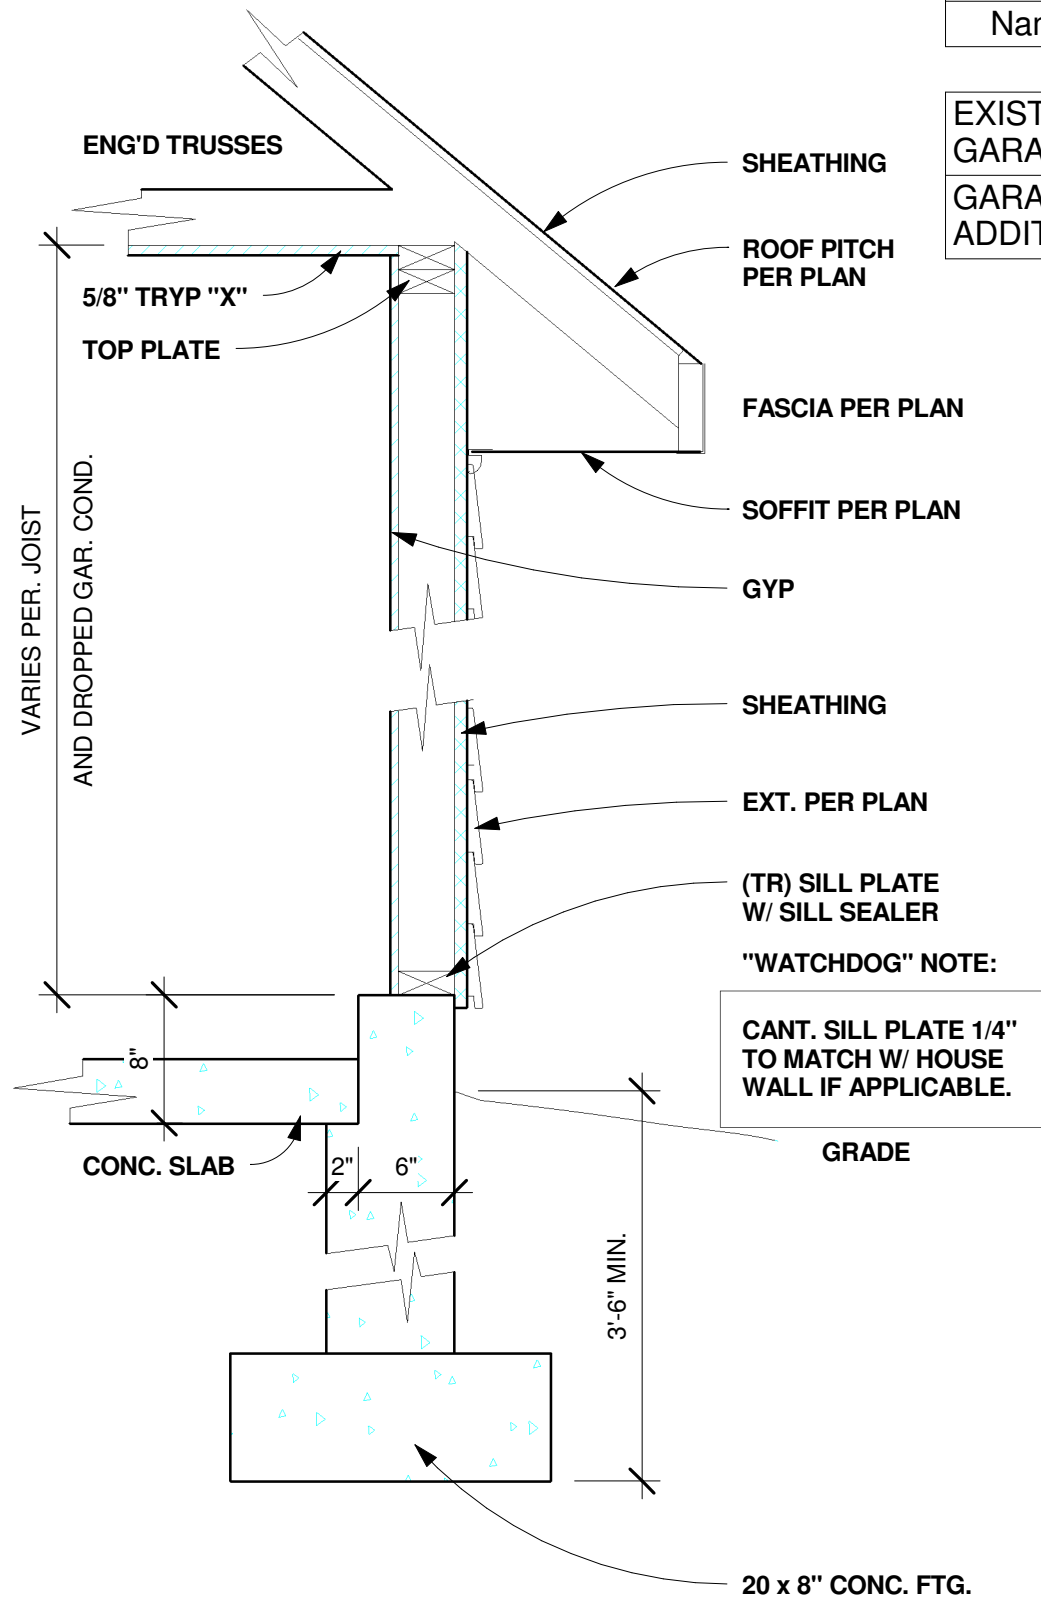 ENG'D TRUSSES
SHEATHING
ROOF PITCH
PER PLAN
5/8" TRYP "X"
TOP PLATE
FASCIA PER PLAN
SOFFIT PER PLAN
VARIES PER. JOIST
AND DROPPED GAR. COND.
GYP
SHEATHING
EXT. PER PLAN
(TR) SILL PLATE
W/ SILL SEALER
"WATCHDOG" NOTE:
CANT. SILL PLATE 1/4"
TO MATCH W/ HOUSE
WALL IF APPLICABLE.
8"
GRADE
CONC. SLAB
2"
6"
3'-6" MIN.
20 x 8" CONC. FTG.
EXIST
GARA
GARA
ADDIT